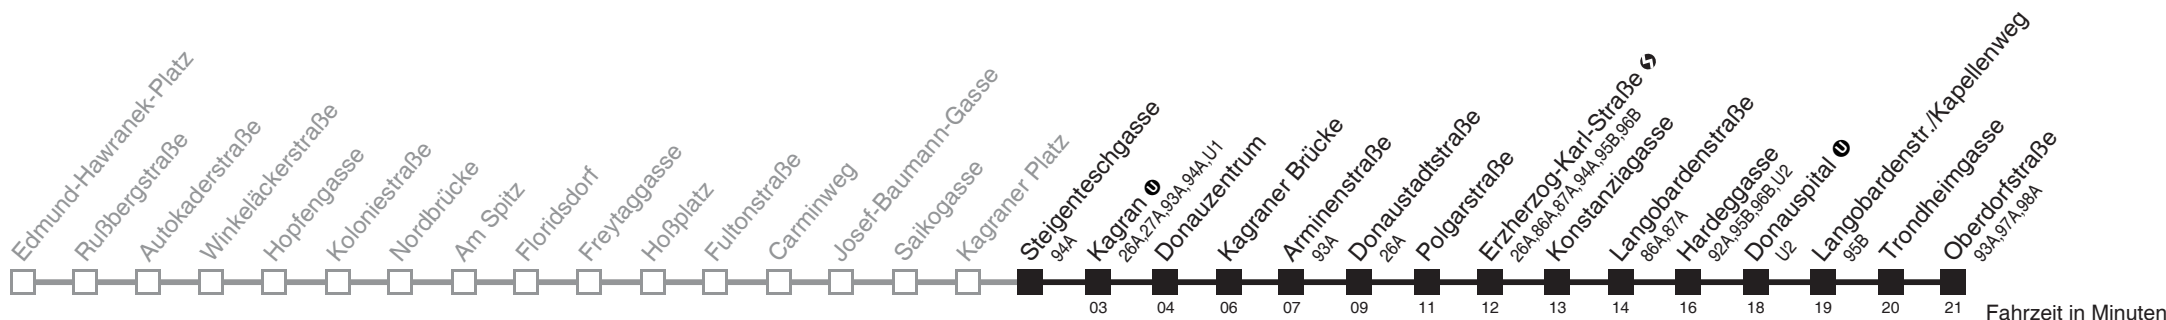 Edmund-Hawranek-Platz
Rußbergstraße
Autokaderstraße
Winkeläckerstraße
Hopfengasse
Koloniestraße
Nordbrücke
Am Spitz
Floridsdorf
Freytaggasse
Hoßplatz
Fultonstraße
Carminweg
Josef-Baumann-Gasse
Saikogasse
Kagraner Platz
Steigenteschgasse
94A
Kagran U
26A,27A,93A,94A,U1
Donauzentrum
Kagraner Brücke
Arminenstraße
93A
Donaustadtstraße
26A
Polgarstraße
Erzherzog-Karl-Straße
26A,86A,87A,94A,95B,96B
Konstanziagasse
Langobardenstraße
86A,87A
Hardeggasse
92A,95B,96B,U2
Donauspital U
U2
Langobardenstr./Kapellenweg
95B
Trondheimgasse
Oberdorfstraße
93A,97A,98A
03 04 06 07 09 11 12 13 14 16 18 19 20 21 Fahrzeit in Minuten